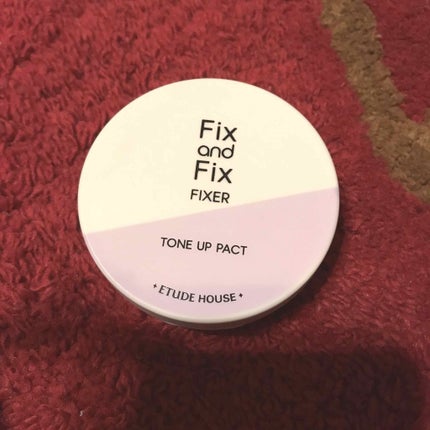 Fix
and
Fix
FIXER
TONE UP PACT
ETUDE HOUSE